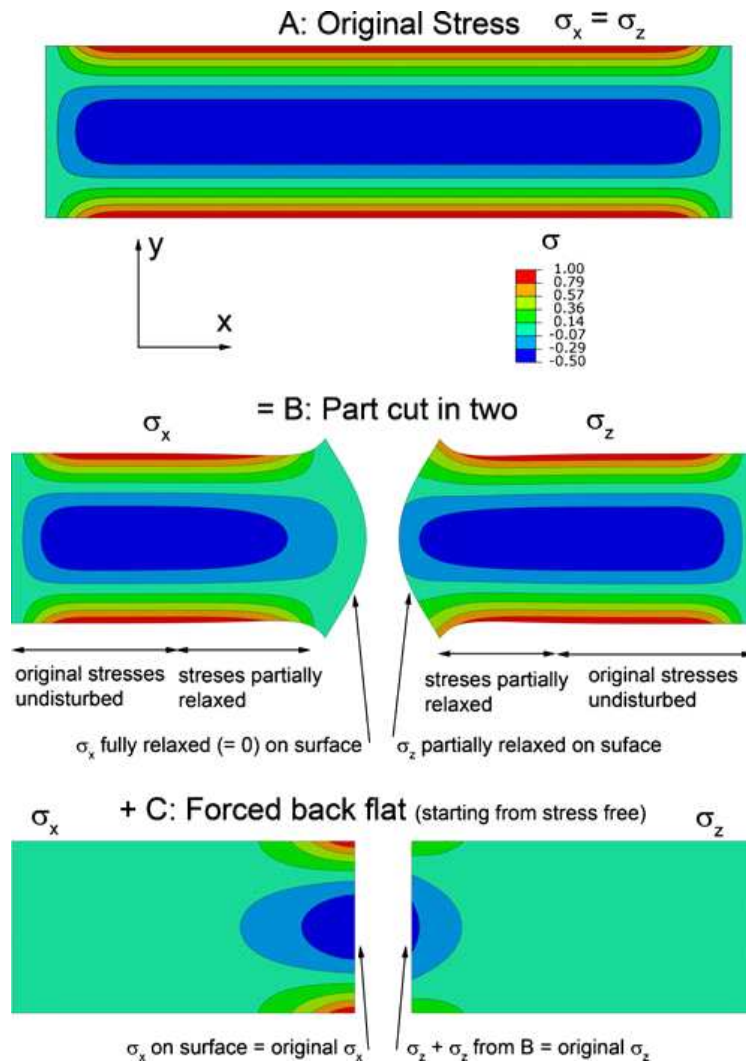 A: Original Stress σx = σz
y
x
σ
1.00
0.79
0.57
0.36
0.14
-0.07
-0.29
-0.50
= B: Part cut in two
σx
σz
original stresses
undisturbed
streses partially
relaxed
streses partially
relaxed
original stresses
undisturbed
σx fully relaxed (= 0) on surface
σz partially relaxed on suface
+ C: Forced back flat (starting from stress free)
σx
σz
σx on surface = original σx
σz + σz from B = original σz